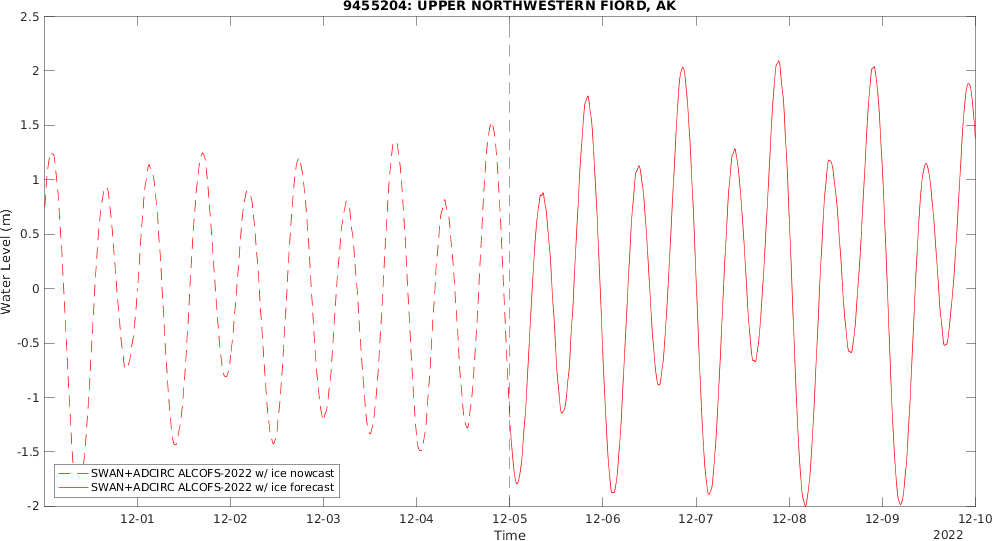 9455204: UPPER NORTHWESTERN FIORD, AK
2.5
2
1.5
1
0.5
0
-0.5
-1
-1.5
-2
Water Level (m)
SWAN+ADCIRC ALCOFS-2022 w/ ice nowcast
SWAN+ADCIRC ALCOFS-2022 w/ ice forecast
12-01 12-02 12-03 12-04 12-05 12-06 12-07 12-08 12-09 12-10
Time
2022